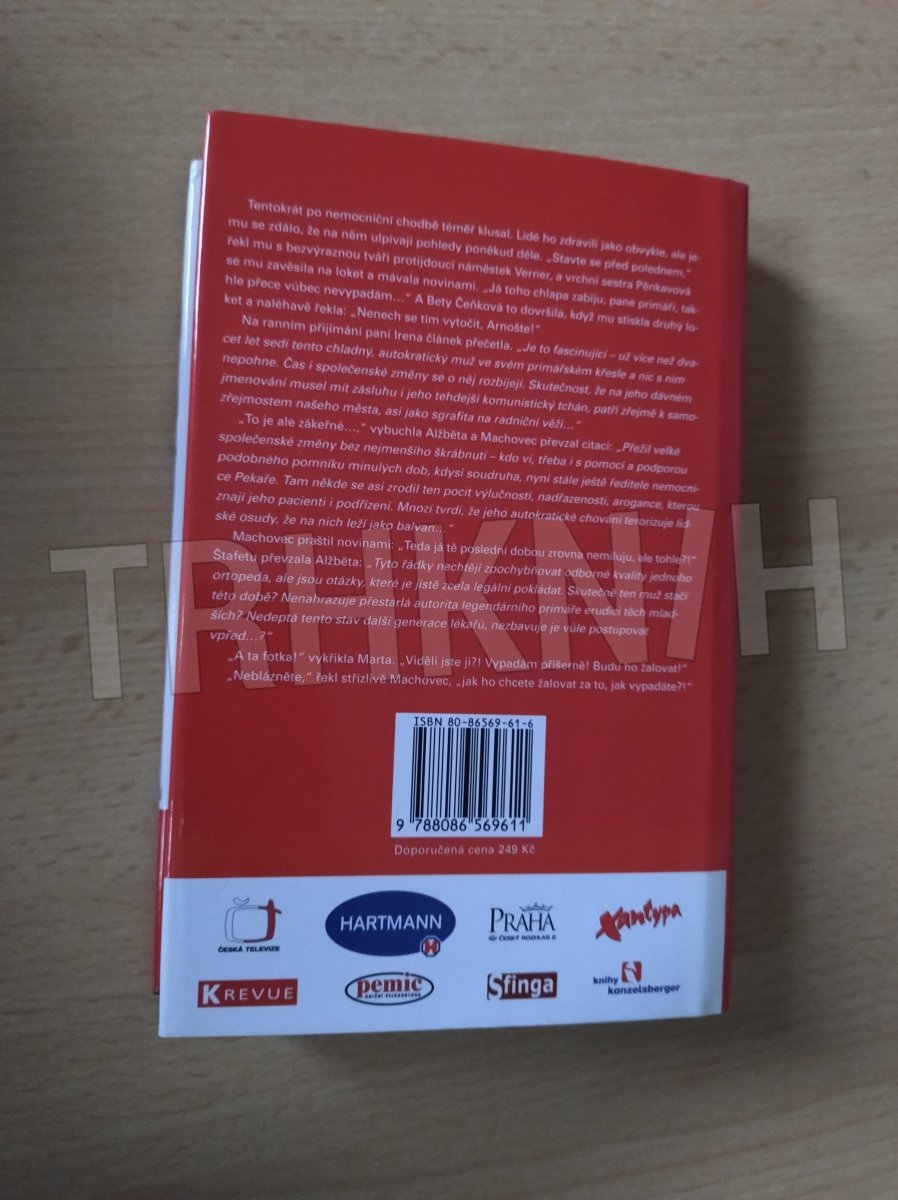 Tentokrát po nemocniční chodbě téměř klusal. Lidé ho zdravili jako obvykle, ale je-
mu se zdálo, že na něm ulpívají pohledy poněkud déle. „Stavte se před polednem,"
řekl mu s bezvýraznou tváří protijdoucí náměstek Verner, a vrchní sestra Pěnkavová
se mu zavěsila na loket a mávala novinami. „Já toho chlapa zabiju, pane primáři, tak-
hle přece vůbec nevypadám…" A Bety Čeňková to dovršila, když mu stiskla druhý lo-
ket a naléhavě řekla: „Nenech se tím vytočit, Arnošte!"
Na ranním přijímání paní Irena článek přečetla. „Je to fascinující – už více než dva-
cet let sedí tento chladný, autokratický muž ve svém primářském křesle a nic s ním
nepohne. Čas i společenské změny se o něj rozbíjejí. Skutečnost, že na jeho dávném
jmenování musel mít zásluhu i jeho tehdejší komunistický tchán, patří zřejmě k samo-
zřejmostem našeho města, asi jako sgrafita na radniční věži…"
„To je ale zákeřné…," vybuchla Alžběta a Machovec převzal citaci: „Přežil velké
společenské změny bez nejmenšího škrábnutí – kdo ví, třeba i s pomocí a podporou
podobného pomníku minulých dob, kdysi soudruha, nyní stále ještě ředitele nemocni-
ce Pekaře. Tam někde se asi zrodil ten pocit výlučnosti, nadřazenosti, arogance, kterou
znají jeho pacienti i podřízení. Mnozí tvrdí, že jeho autokratické chování terorizuje lid-
ské osudy, že na nich leží jako balvan…"
Machovec praštil novinami: „Teda já tě poslední dobou zrovna nemiluju, ale tohle?!"
Štafetu převzala Alžběta: „Tyto řádky nechtějí zpochybňovat odborné kvality jednoho
ortopeda, ale jsou otázky, které je jistě zcela legální pokládat. Skutečně ten muž stačí
této době? Nenahrazuje přestárlá autorita legendárního primáře erudici těch mlad-
ších? Nedeptá tento stav další generace lékařů, nezbavuje je vůle postupovat
vpřed…?"
„A ta fotka!" vykřikla Marta. „Viděli jste ji?! Vypadám příšerně! Budu ho žalovat!"
„Neblázněte," řekl střízlivě Machovec, „jak ho chcete žalovat za to, jak vypadáte?!"
TRHKNIH
ISBN 80-86569-61-6
9 788086 569611
Doporučená cena 249 Kč
ČESKÁ TELEVIZE
HARTMANN
PRAHA
ČESKÝ ROZHLAS 2
Xantypa
KREVUE
pemic
knižní velkoobchod
Sfinga
knihy
kanzelsberger